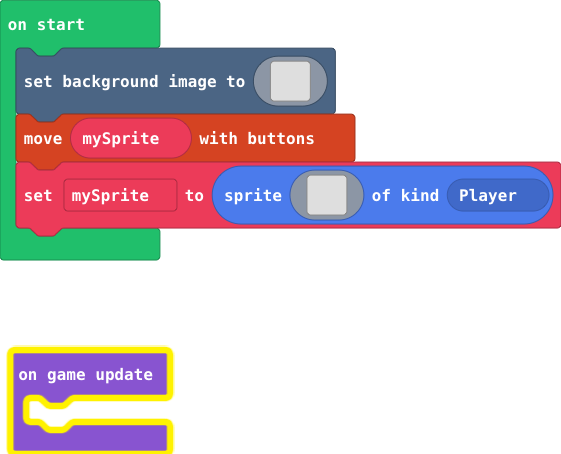 on start
set background image to
move mySprite with buttons
set mySprite to sprite of kind Player
on game update